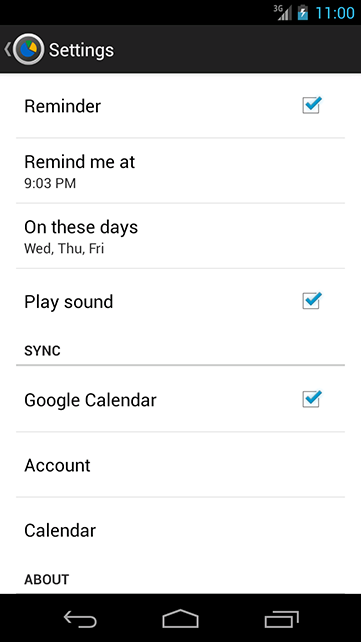 3G 11:00
Settings
Reminder
Remind me at
9:03 PM
On these days
Wed, Thu, Fri
Play sound
SYNC
Google Calendar
Account
Calendar
ABOUT